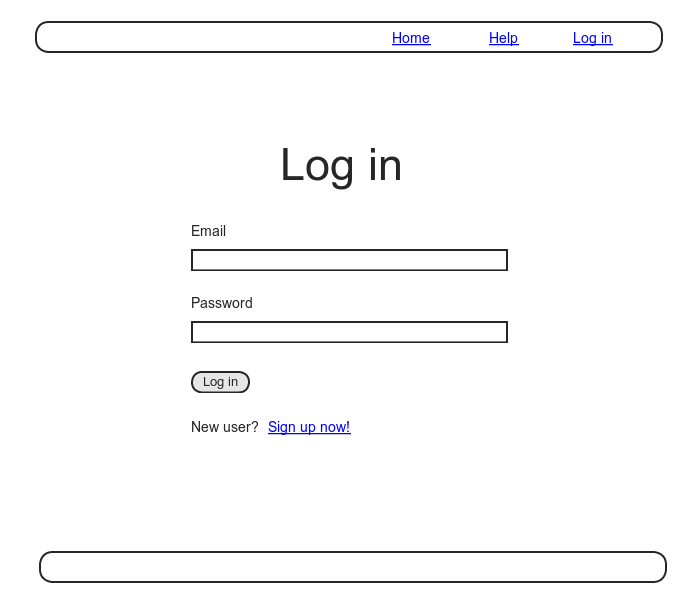 Home Help Log in
Log in
Email
Password
Log in
New user? Sign up now!